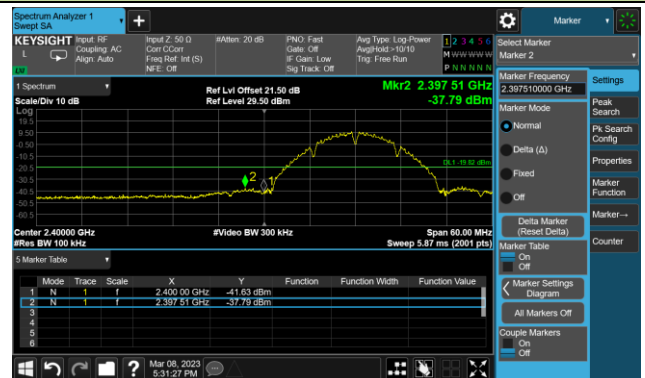 Spectrum Analyzer 1
Swept SA
Marker
KEYSIGHT
L
Input: RF
Coupling: AC
Align: Auto
Input Z: 50 Ω
Corr CCorr
Freq Ref: Int (S)
NFE: Off
#Atten: 20 dB
PNO: Fast
Gate: Off
IF Gain: Low
Sig Track: Off
Avg Type: Log-Power
Avg|Hold >10/10
Trig: Free Run
1 2 3 4 5 6
M W W W W W
P N N N N N
LW
Select Marker
Marker 2
1 Spectrum
Scale/Div 10 dB
Log
Ref Lvl Offset 21.50 dB
Ref Level 29.50 dBm
Mkr2 2.397 51 GHz
-37.79 dBm
19.5
9.50
-0.50
-10.5
-20.5
-30.5
-40.5
-50.5
-60.5
DL1 -19.52 dBm
2
1
Center 2.40000 GHz
#Res BW 100 kHz
#Video BW 300 kHz
Span 60.00 MHz
Sweep 5.87 ms (2001 pts)
5 Marker Table
Mode Trace Scale X Y Function Function Width Function Value
1 N 1 f 2.400 00 GHz -41.63 dBm
2 N 1 f 2.397 51 GHz -37.79 dBm
3
4
5
6
Marker Frequency
2.397510000 GHz
Marker Mode
Normal
Delta (Δ)
Fixed
Off
Delta Marker
(Reset Delta)
Marker Table
On
Off
Marker Settings
Diagram
All Markers Off
Couple Markers
On
Off
Settings
Peak
Search
Pk Search
Config
Properties
Marker
Function
Marker→
Counter
Mar 08, 2023
5:31:27 PM